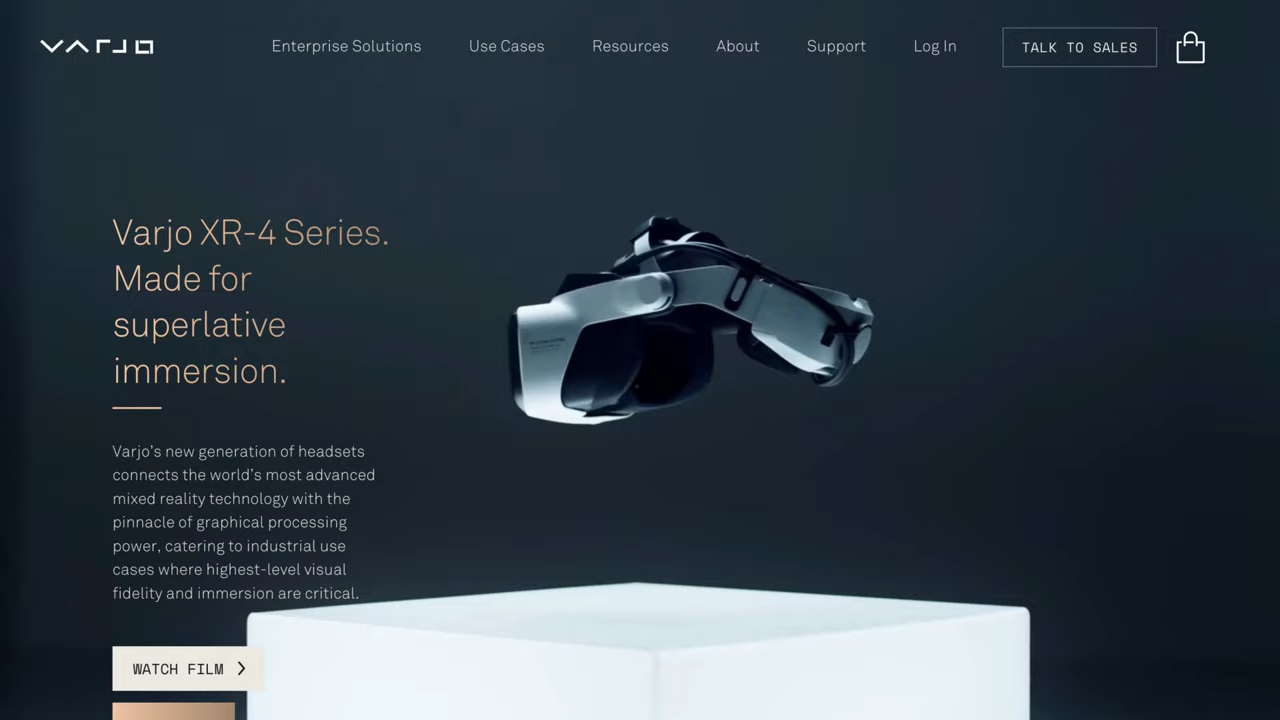 VARJO
Enterprise Solutions
Use Cases
Resources
About
Support
Log In
TALK TO SALES
Varjo XR-4 Series.
Made for
superlative
immersion.
Varjo's new generation of headsets
connects the world's most advanced
mixed reality technology with the
pinnacle of graphical processing
power, catering to industrial use
cases where highest-level visual
fidelity and immersion are critical.
WATCH FILM